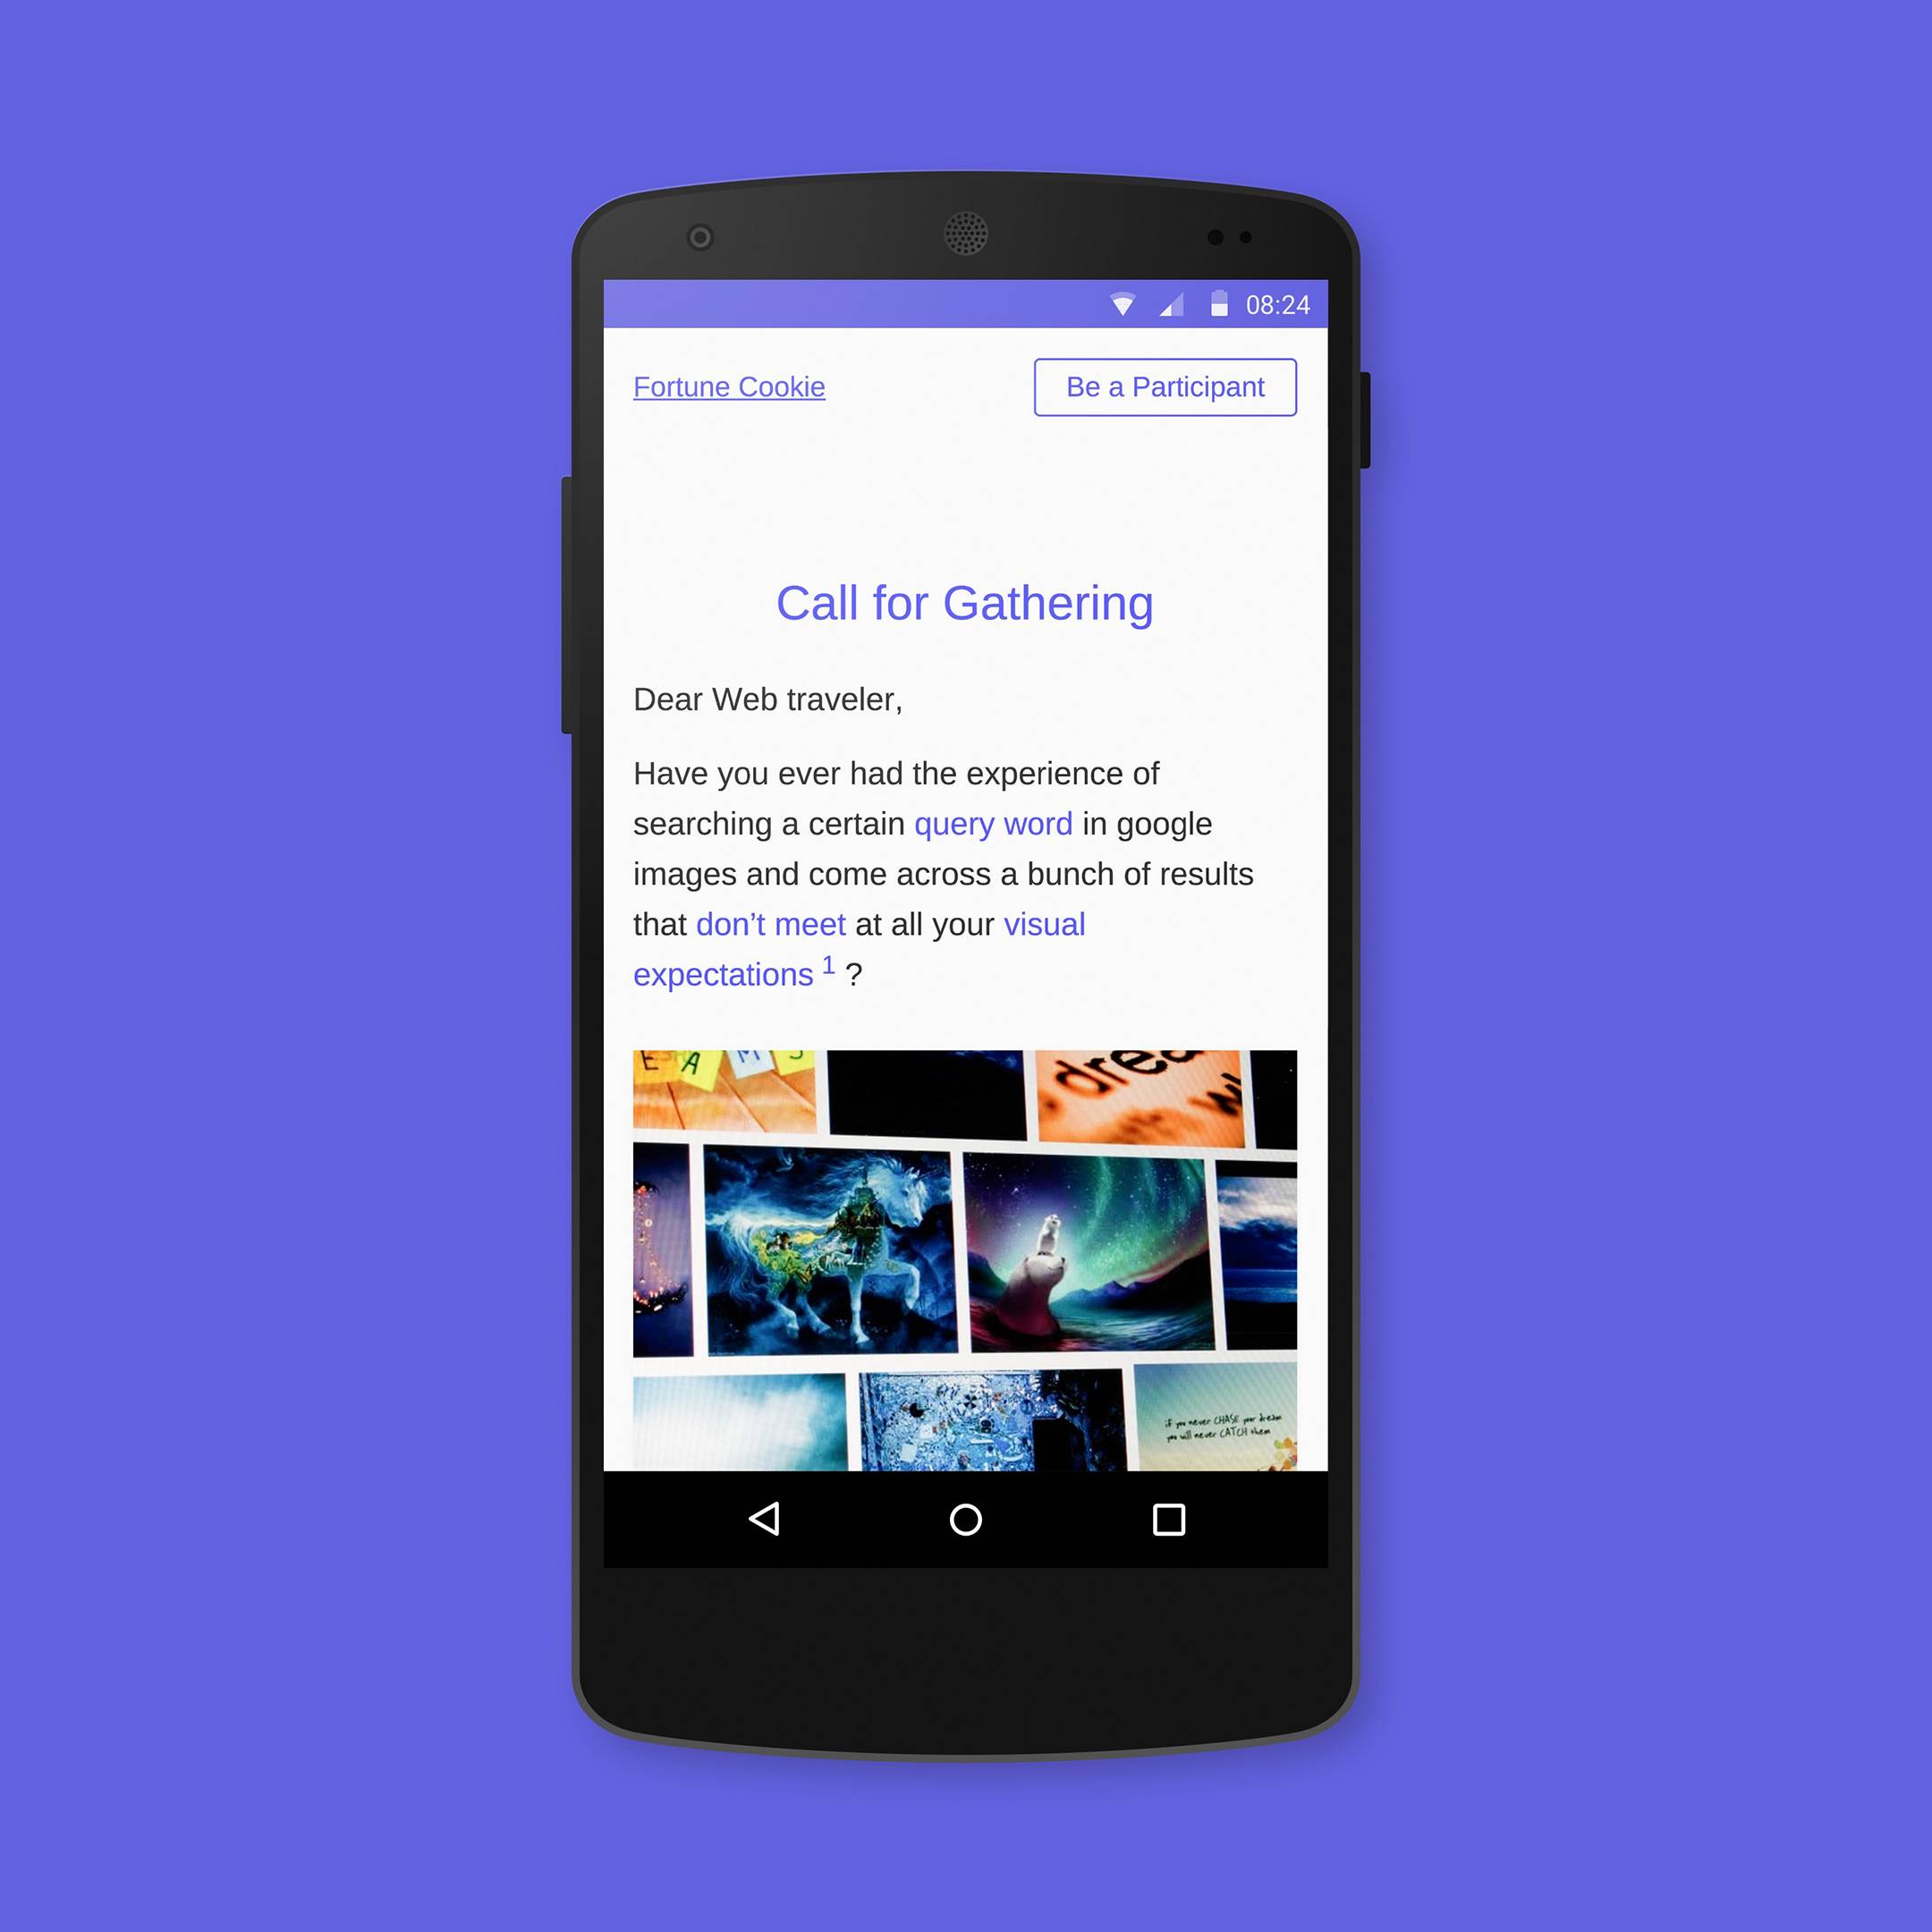 08:24
Fortune Cookie
Be a Participant
Call for Gathering
Dear Web traveler,
Have you ever had the experience of
searching a certain query word in google
images and come across a bunch of results
that don’t meet at all your visual
expectations 1 ?
E A M S
if you never CHASE your dream
you will never CATCH them